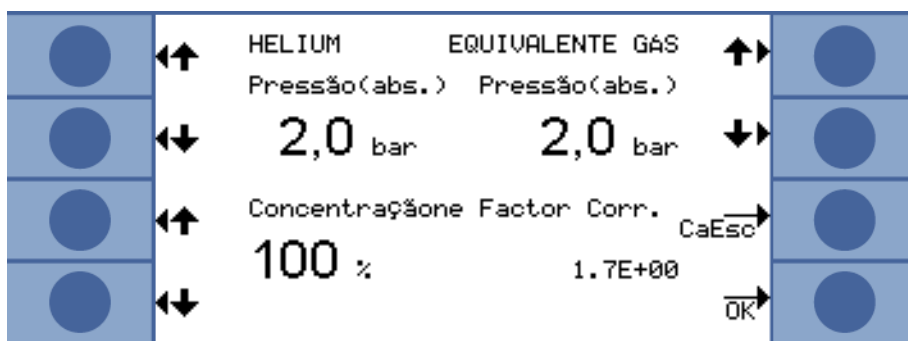 HELIUM EQUIVALENTE GAS
Pressão(abs.) Pressão(abs.)
2,0 bar 2,0 bar
Concentraçãone Factor Corr.
CaEsc
100 % 1.7E+00
OK